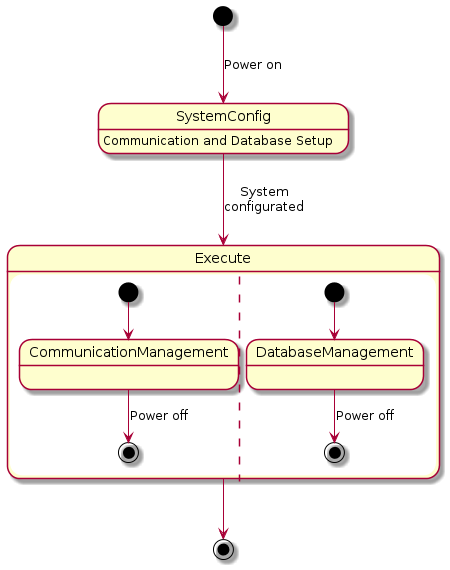 Power on
SystemConfig
Communication and Database Setup
System
configurated
Execute
CommunicationManagement
DatabaseManagement
Power off
Power off